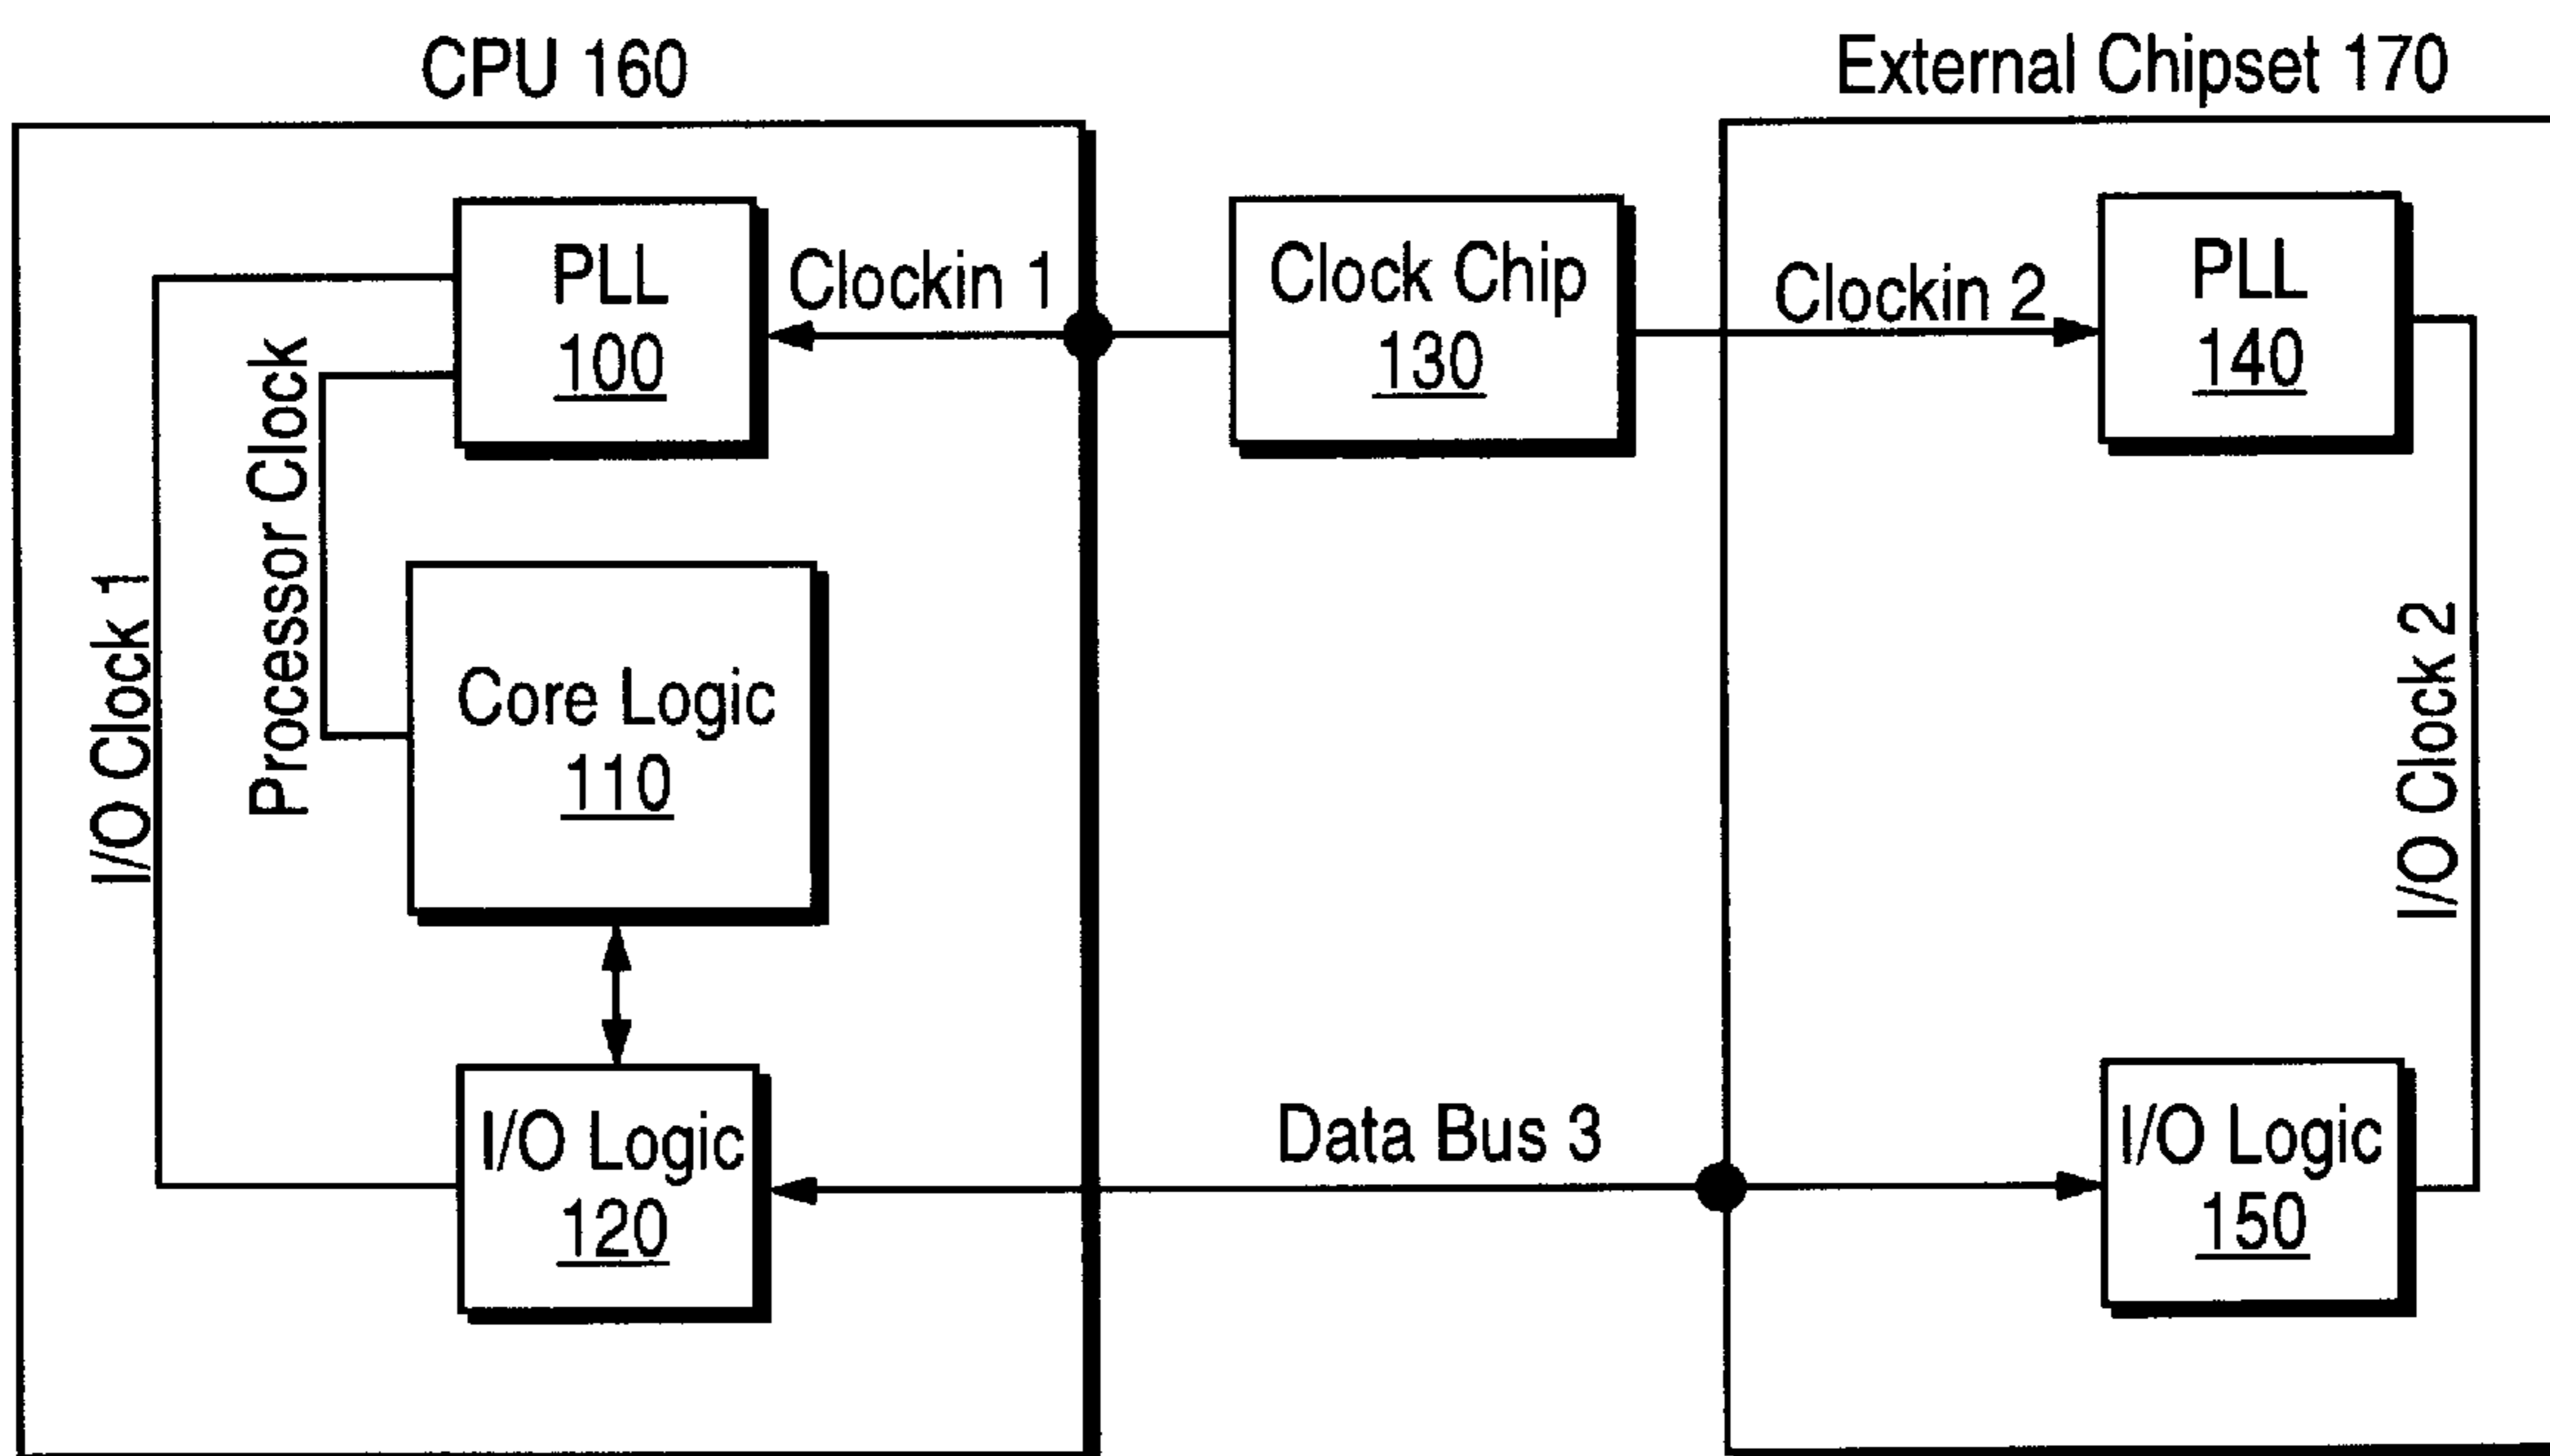 CPU 160
External Chipset 170
PLL
100
Clockin 1
Clock Chip
130
Clockin 2
PLL
140
Processor Clock
I/O Clock 1
Core Logic
110
I/O Clock 2
I/O Logic
120
Data Bus 3
I/O Logic
150